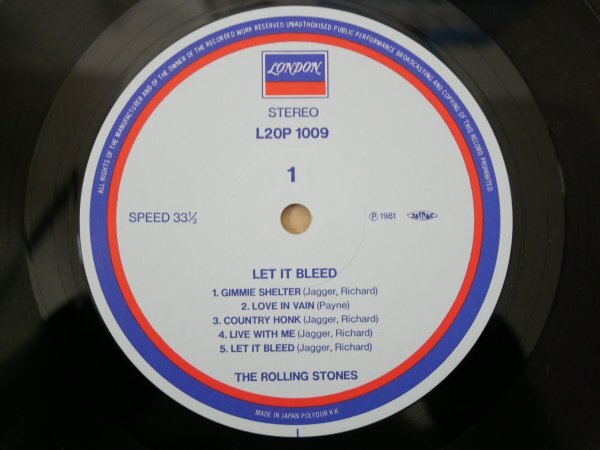 ALL RIGHTS OF THE MANUFACTURER AND OF THE OWNER OF THE RECORDED WORK RESERVED UNAUTHORISED PUBLIC PERFORMANCE BROADCASTING AND COPYING OF THIS RECORD PROHIBITED
LONDON
STEREO
L20P 1009
1
SPEED 33⅓
Ⓟ 1981 JASRAC
LET IT BLEED
1. GIMMIE SHELTER (Jagger, Richard)
2. LOVE IN VAIN (Payne)
3. COUNTRY HONK (Jagger, Richard)
4. LIVE WITH ME (Jagger, Richard)
5. LET IT BLEED (Jagger, Richard)
THE ROLLING STONES
MADE IN JAPAN POLYDOR K.K